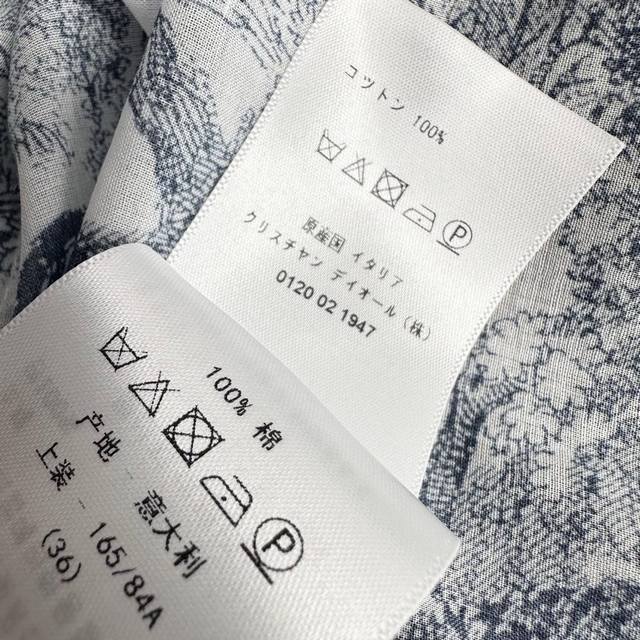 コットン 100%
P
原産国 イタリア
クリスチャン ディオール (株)
0120 02 1947
100% 棉
P
产地 - 意大利
上装 - 165/84A
(36)